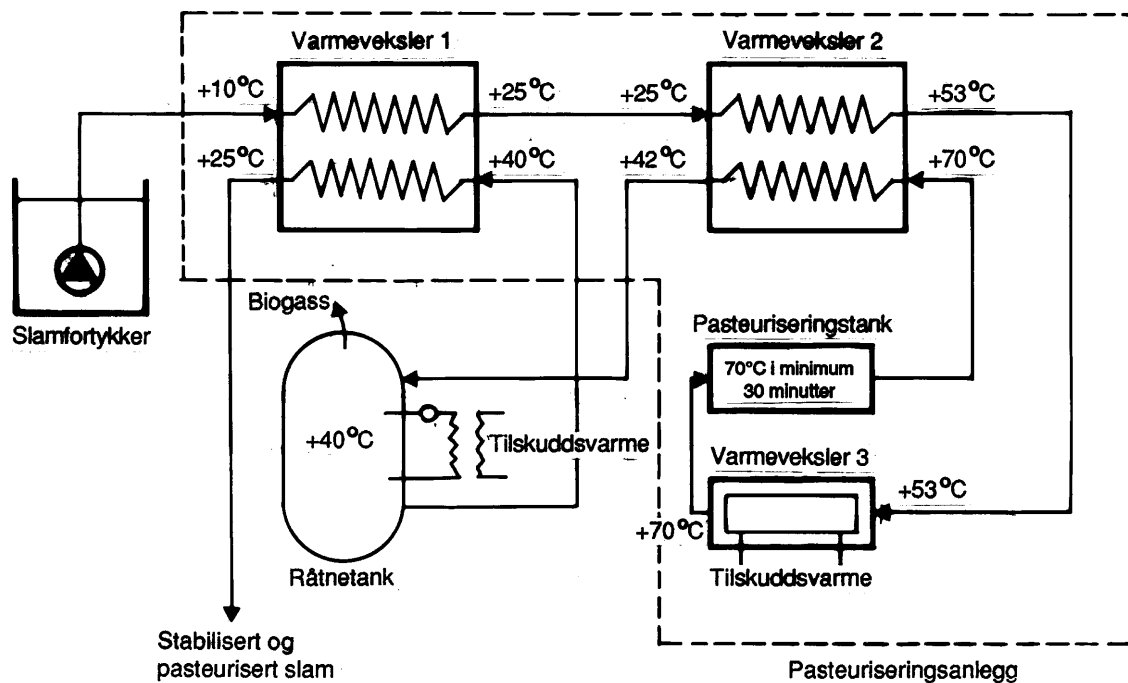 Varmeveksler 1
Varmeveksler 2
+10°C
+25°C
+25°C
+53°C
+25°C
+40°C
+42°C
+70°C
Slamfortykker
Biogass
Pasteuriseringstank
70°C i minimum
30 minutter
+40°C
Tilskuddsvarme
Varmeveksler 3
+53°C
+70°C
Råtnetank
Tilskuddsvarme
Stabilisert og
pasteurisert slam
Pasteuriseringsanlegg